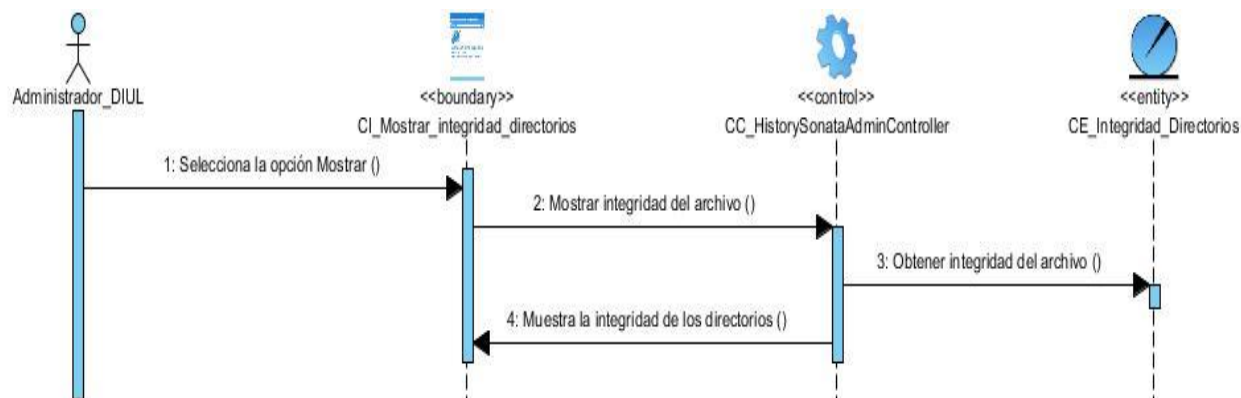 Administrador_DIUL
<<boundary>>
CI_Mostrar_integridad_directorios
<<control>>
CC_HistorySonataAdminController
<<entity>>
CE_Integridad_Directorios
1: Selecciona la opción Mostrar ()
2: Mostrar integridad del archivo ()
3: Obtener integridad del archivo ()
4: Muestra la integridad de los directorios ()